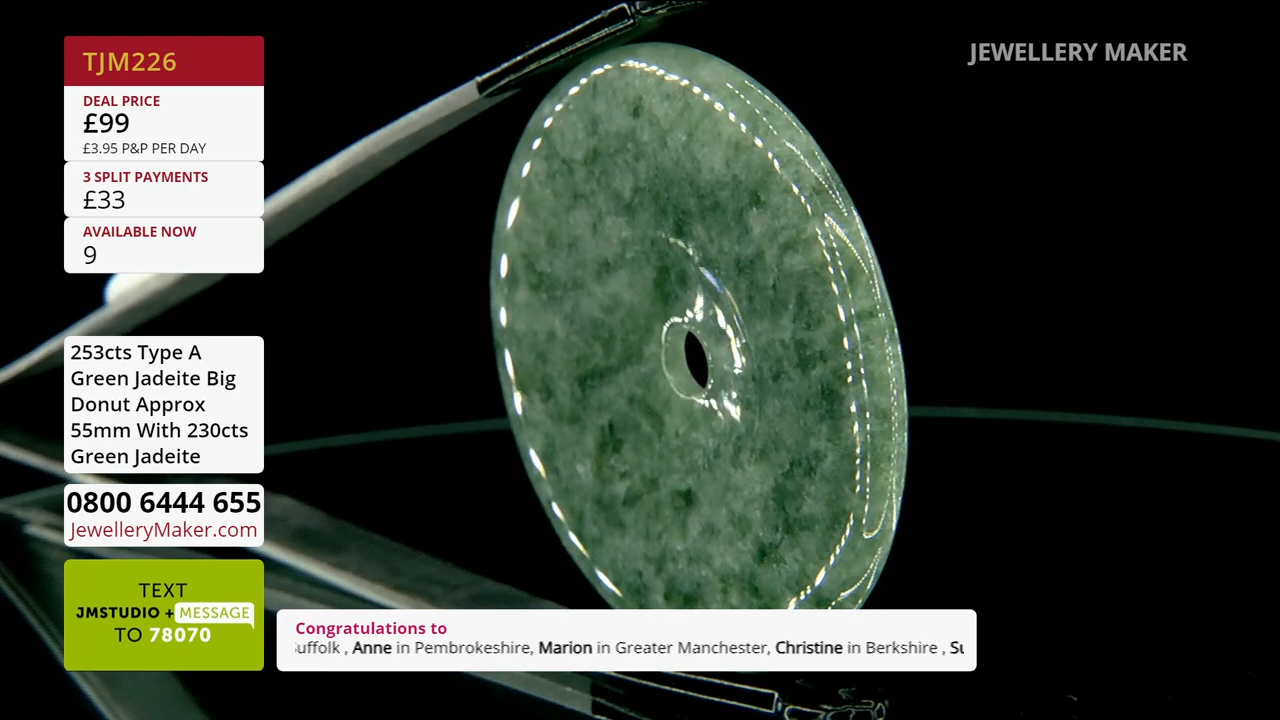 TJM226
DEAL PRICE
£99
£3.95 P&P PER DAY
3 SPLIT PAYMENTS
£33
AVAILABLE NOW
9
253cts Type A
Green Jadeite Big
Donut Approx
55mm With 230cts
Green Jadeite
0800 6444 655
JewelleryMaker.com
TEXT
JMSTUDIO + MESSAGE
TO 78070
JEWELLERY MAKER
Congratulations to
uffolk , Anne in Pembrokeshire, Marion in Greater Manchester, Christine in Berkshire ,